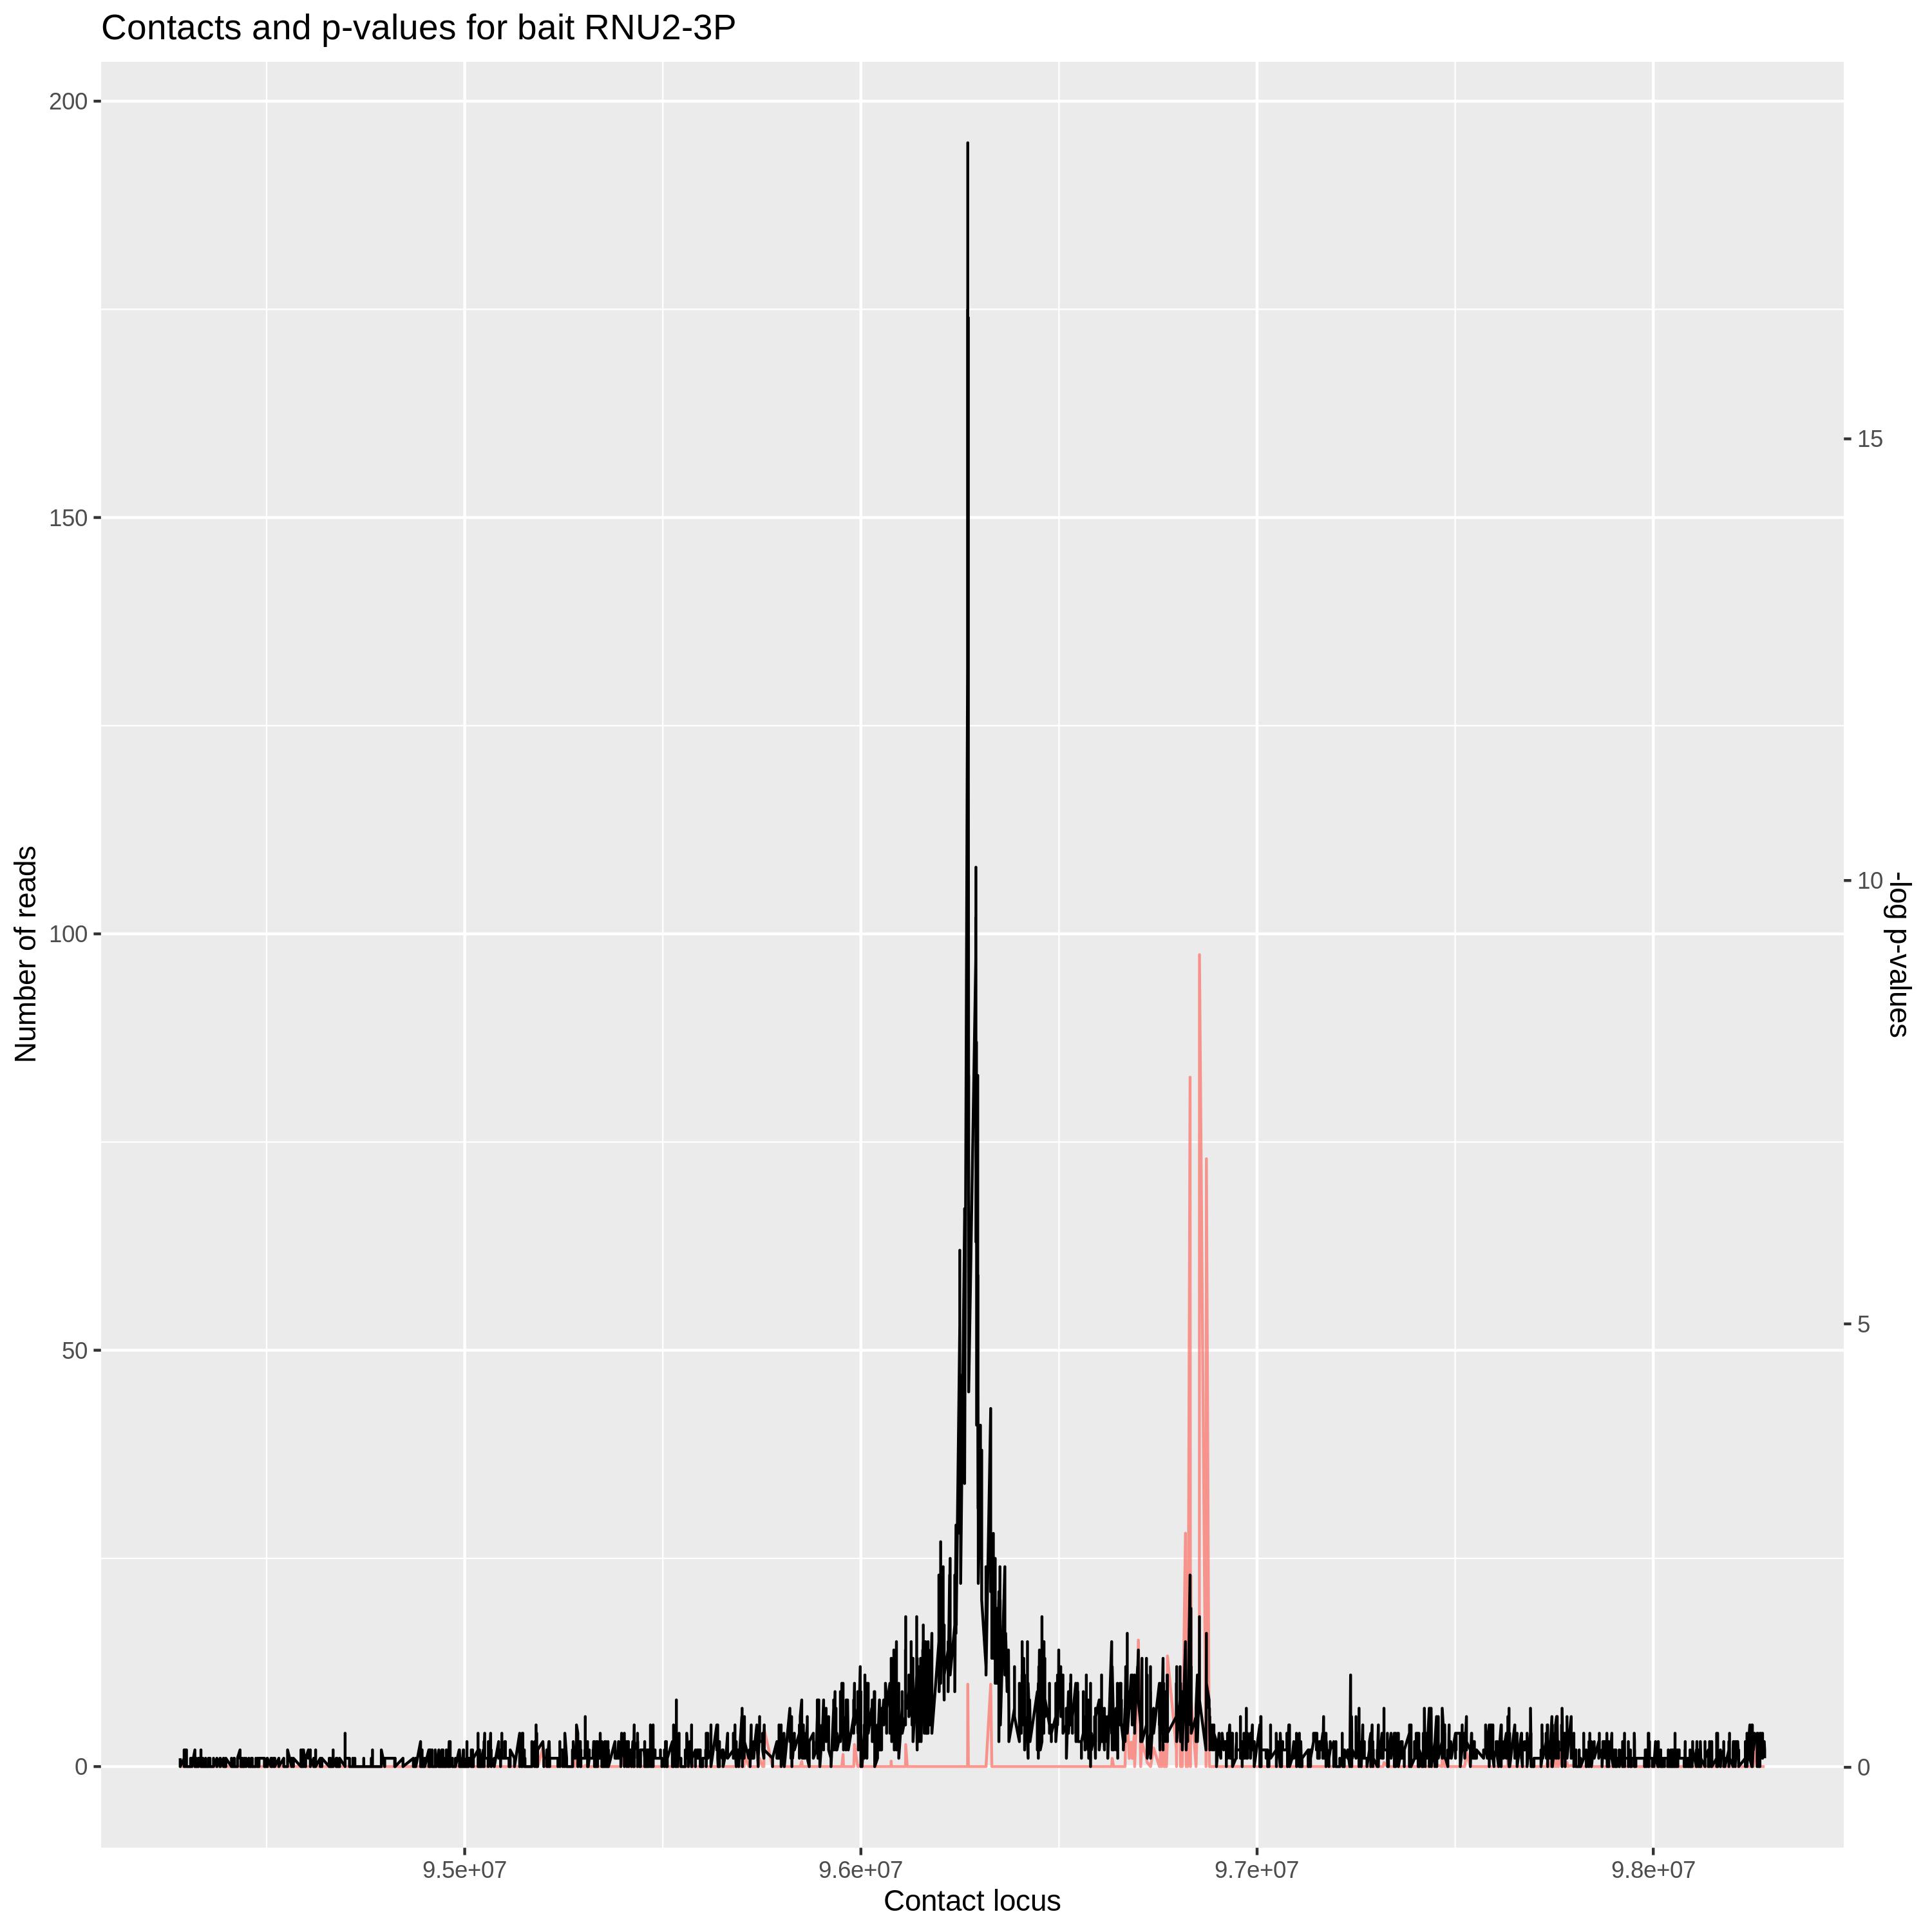 Contacts and p-values for bait RNU2-3P
200
150
100
50
0
Number of reads
15
10
5
0
-log p-values
9.5e+07 9.6e+07 9.7e+07 9.8e+07
Contact locus